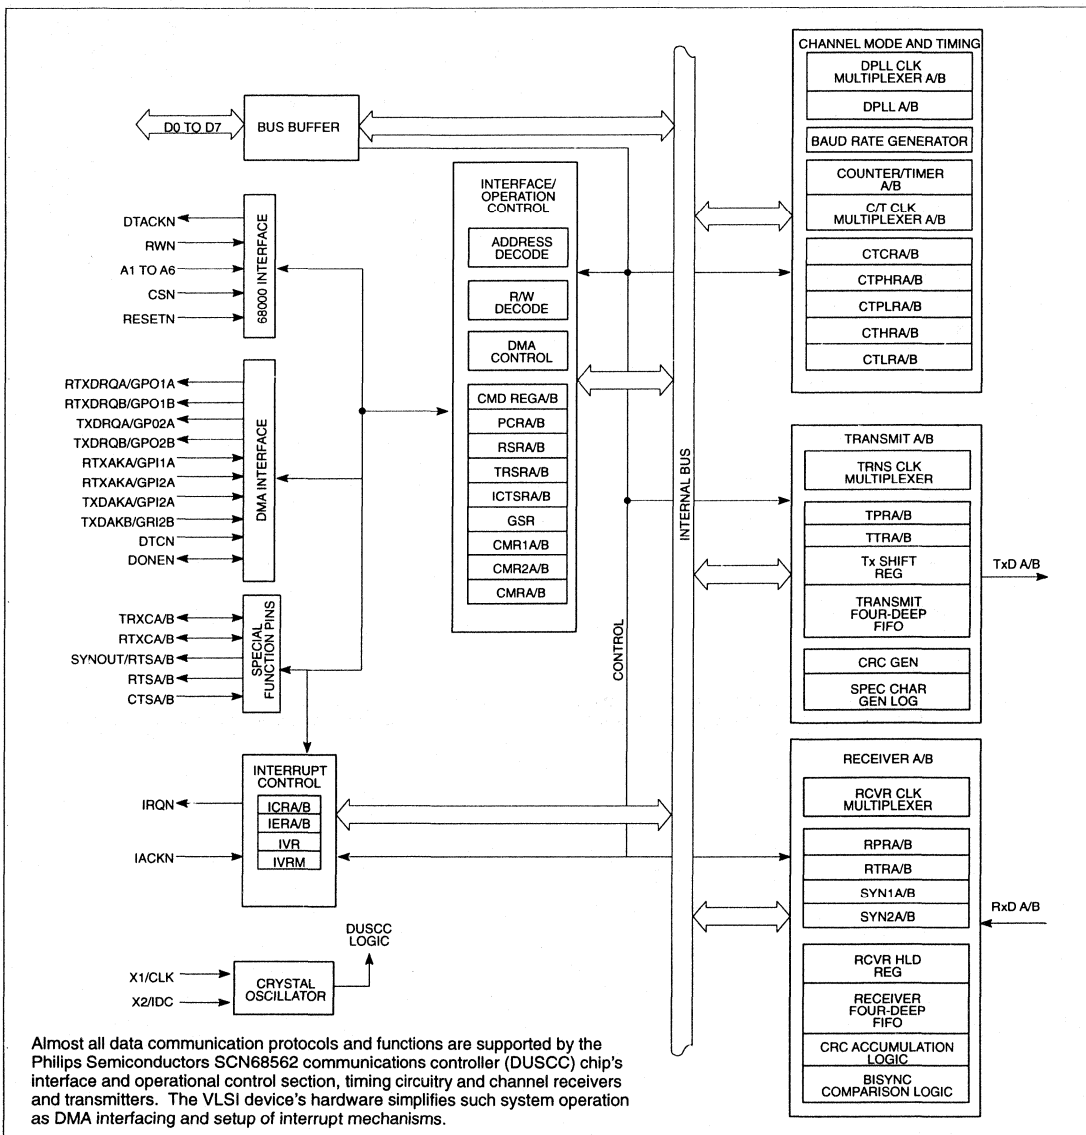 D0 TO D7
BUS BUFFER
DTACKN
RWN
A1 TO A6
CSN
RESETN
68000 INTERFACE
RTXDRQA/GPO1A
RTXDRQB/GPO1B
TXDRQA/GP02A
TXDRQB/GPO2B
RTXAKA/GPI1A
RTXAKA/GPI2A
TXDAKA/GPI2A
TXDAKB/GRI2B
DTCN
DONEN
DMA INTERFACE
TRXCA/B
RTXCA/B
SYNOUT/RTSA/B
RTSA/B
CTSA/B
SPECIAL
FUNCTION PINS
IRQN
IACKN
INTERRUPT
CONTROL
ICRA/B
IERA/B
IVR
IVRM
X1/CLK
X2/IDC
CRYSTAL
OSCILLATOR
DUSCC
LOGIC
INTERFACE/
OPERATION
CONTROL
ADDRESS
DECODE
R/W
DECODE
DMA
CONTROL
CMD REGA/B
PCRA/B
RSRA/B
TRSRA/B
ICTSRA/B
GSR
CMR1A/B
CMR2A/B
CMRA/B
CONTROL
INTERNAL BUS
CHANNEL MODE AND TIMING
DPLL CLK
MULTIPLEXER A/B
DPLL A/B
BAUD RATE GENERATOR
COUNTER/TIMER
A/B
C/T CLK
MULTIPLEXER A/B
CTCRA/B
CTPHRA/B
CTPLRA/B
CTHRA/B
CTLRA/B
TRANSMIT A/B
TRNS CLK
MULTIPLEXER
TPRA/B
TTRA/B
Tx SHIFT
REG
TRANSMIT
FOUR-DEEP
FIFO
CRC GEN
SPEC CHAR
GEN LOG
TxD A/B
RECEIVER A/B
RCVR CLK
MULTIPLEXER
RPRA/B
RTRA/B
SYN1A/B
SYN2A/B
RCVR HLD
REG
RECEIVER
FOUR-DEEP
FIFO
CRC ACCUMULATION
LOGIC
BISYNC
COMPARISON LOGIC
RxD A/B
Almost all data communication protocols and functions are supported by the
Philips Semiconductors SCN68562 communications controller (DUSCC) chip's
interface and operational control section, timing circuitry and channel receivers
and transmitters. The VLSI device's hardware simplifies such system operation
as DMA interfacing and setup of interrupt mechanisms.